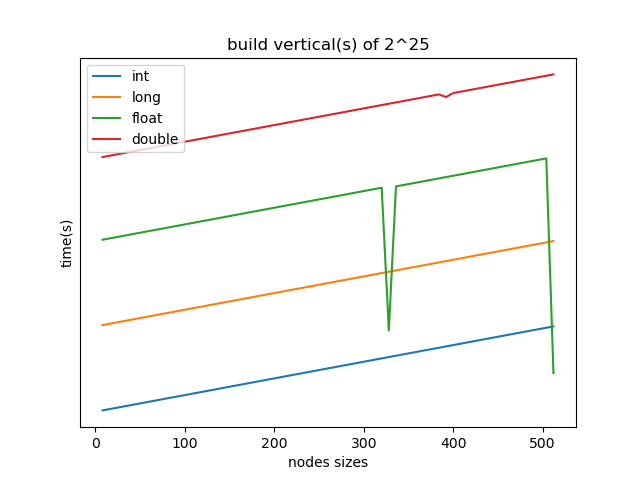 build vertical(s) of 2^25
int
long
float
double
time(s)
0 100 200 300 400 500
nodes sizes